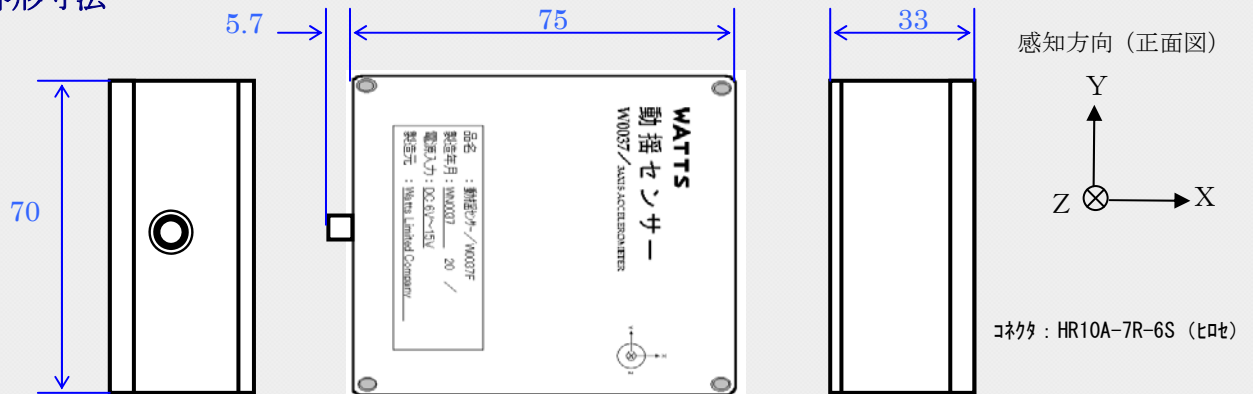 外形寸法
5.7
75
33
70
感知方向（正面図）
Y
Z
X
WATTS
動揺センサー
W0037／3AXIS ACCELEROMETER
品名　：動揺センサー／W0037F
製造年月：WN0037　20　／
電源入力：DC 6V～15V
製造元　：Watts Limited Company
コネクタ：HR10A-7R-6S（ヒロセ）